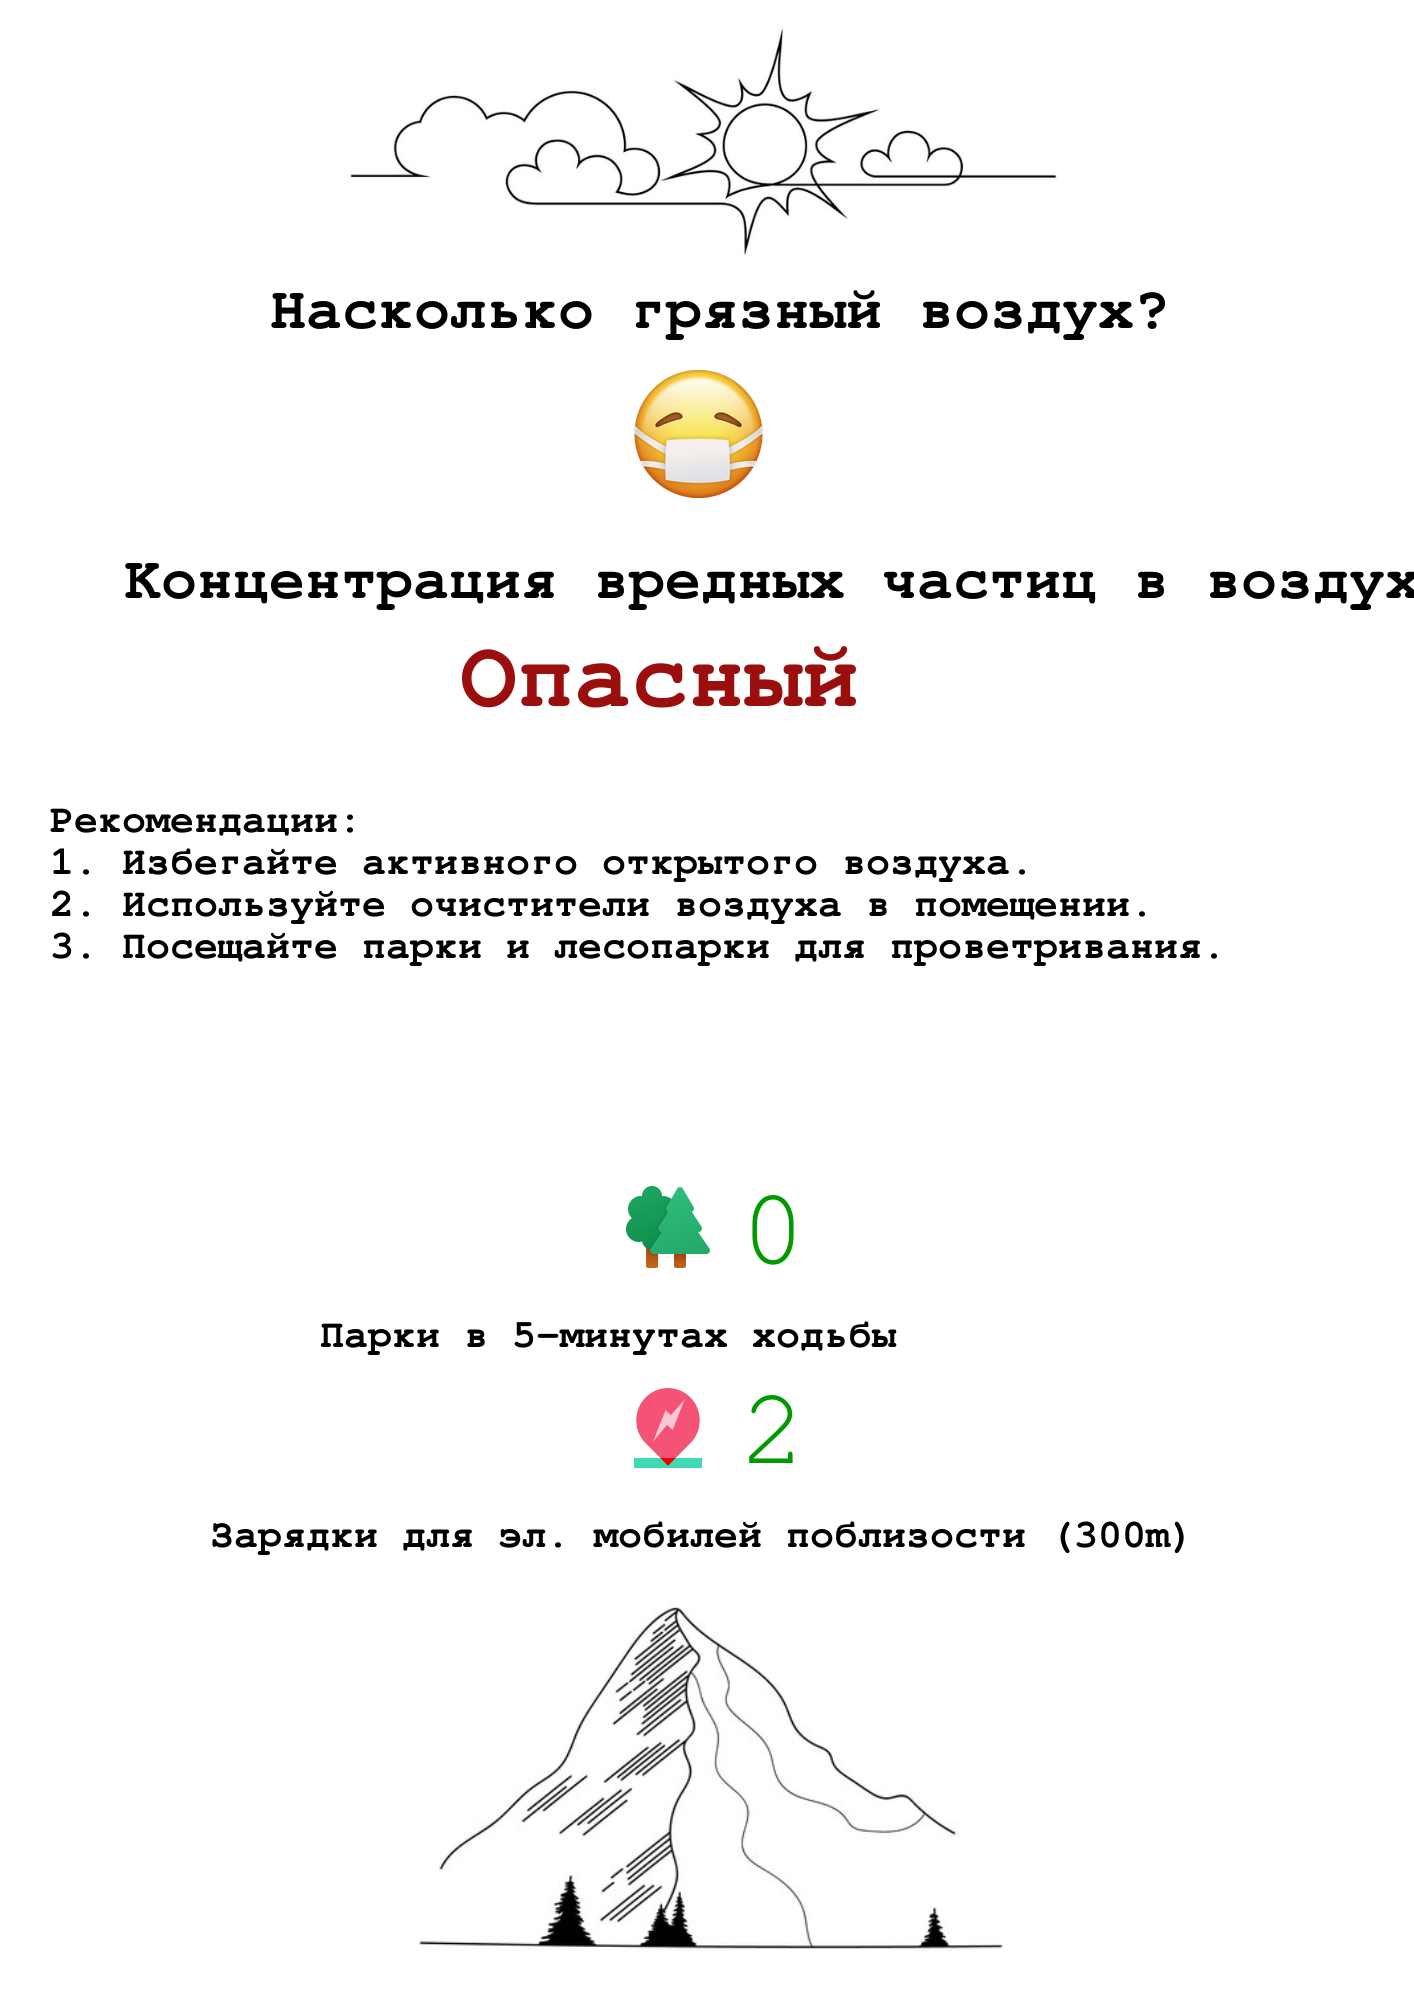 Насколько грязный воздух?
Концентрация вредных частиц в воздух
Опасный
Рекомендации:
1. Избегайте активного открытого воздуха.
2. Используйте очистители воздуха в помещении.
3. Посещайте парки и лесопарки для проветривания.
0
Парки в 5-минутах ходьбы
2
Зарядки для эл. мобилей поблизости (300m)